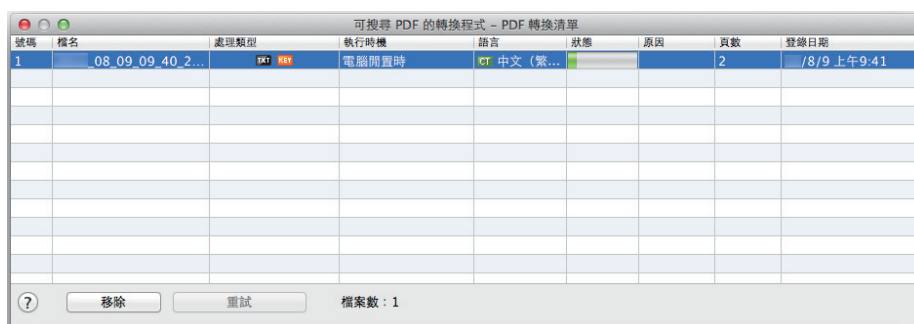 可搜尋 PDF 的轉換程式 – PDF 轉換清單
號碼 檔名 處理類型 執行時機 語言 狀態 原因 頁數 登錄日期
1 _08_09_09_40_2... TXT KEY 電腦閒置時 CT 中文（繁... 2 /8/9 上午9:41
? 移除 重試 檔案數：1